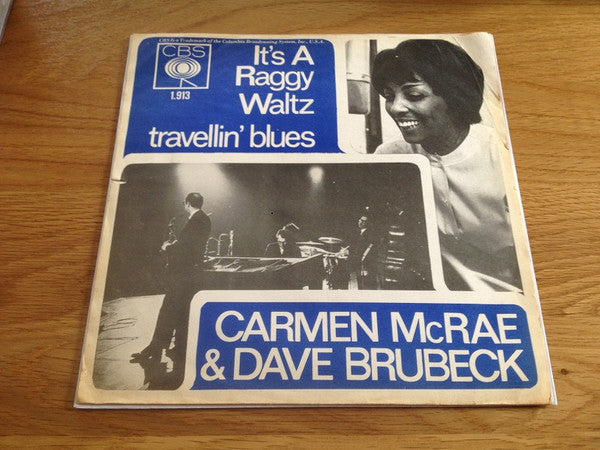 CBS is a Trademark of the Columbia Broadcasting System, Inc., U.S.A.
CBS
1.913
It's A
Raggy
Waltz
travellin' blues
CARMEN McRAE
& DAVE BRUBECK